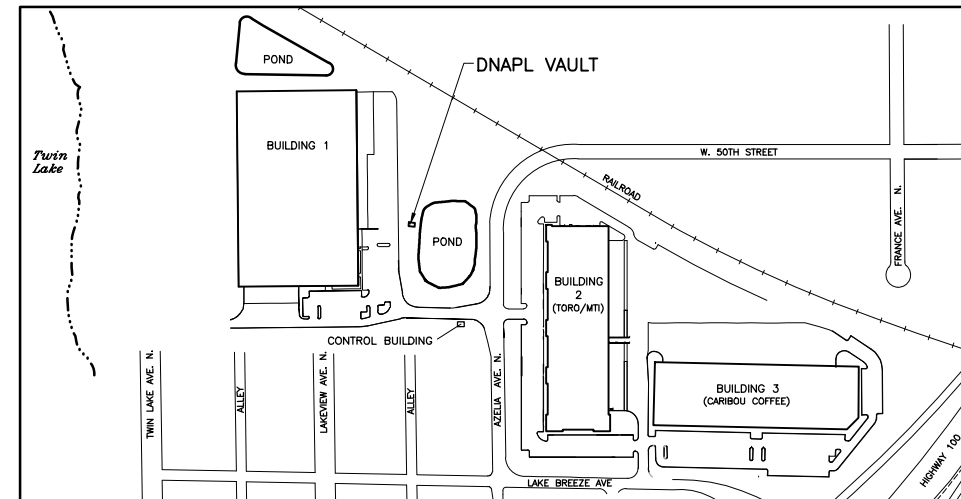 POND
DNAPL VAULT
BUILDING 1
Twin
Lake
W. 50TH STREET
RAILROAD
FRANCE AVE. N.
POND
BUILDING
2
(TORO/MTI)
CONTROL BUILDING
TWIN LAKE AVE. N.
ALLEY
LAKEVIEW AVE. N.
ALLEY
AZELIA AVE. N.
BUILDING 3
(CARIBOU COFFEE)
LAKE BREEZE AVE
HIGHWAY 100